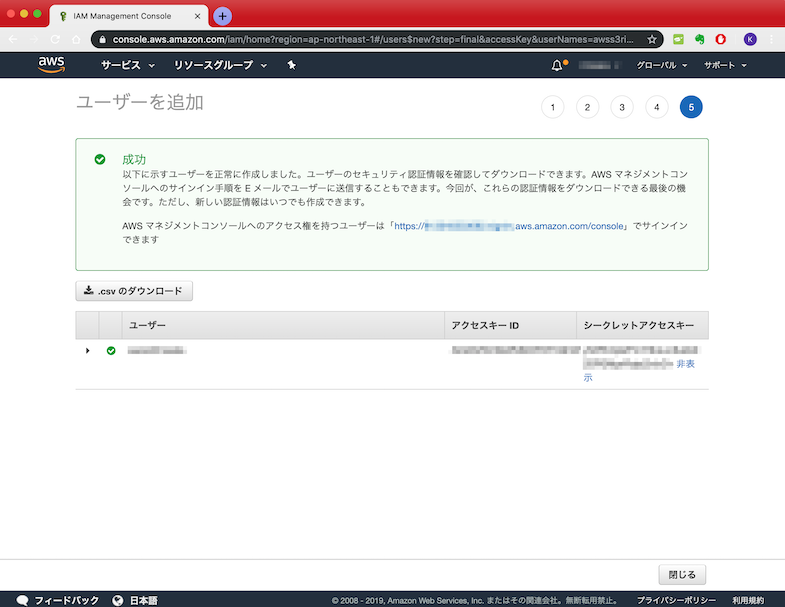 IAM Management Console
console.aws.amazon.com/iam/home?region=ap-northeast-1#/users$new?step=final&accessKey&userNames=awss3ri...
K
aws サービス リソースグループ グローバル サポート
ユーザーを追加
1 2 3 4 5
成功
以下に示すユーザーを正常に作成しました。ユーザーのセキュリティ認証情報を確認してダウンロードできます。AWS マネジメントコン
ソールへのサインイン手順を E メールでユーザーに送信することもできます。今回が、これらの認証情報をダウンロードできる最後の機
会です。ただし、新しい認証情報はいつでも作成できます。
AWS マネジメントコンソールへのアクセス権を持つユーザーは「https:// .aws.amazon.com/console」でサインイン
できます
.csv のダウンロード
ユーザー アクセスキー ID シークレットアクセスキー
非表
示
閉じる
フィードバック 日本語 © 2008 - 2019, Amazon Web Services, Inc. またはその関連会社。無断転用禁止。 プライバシーポリシー 利用規約